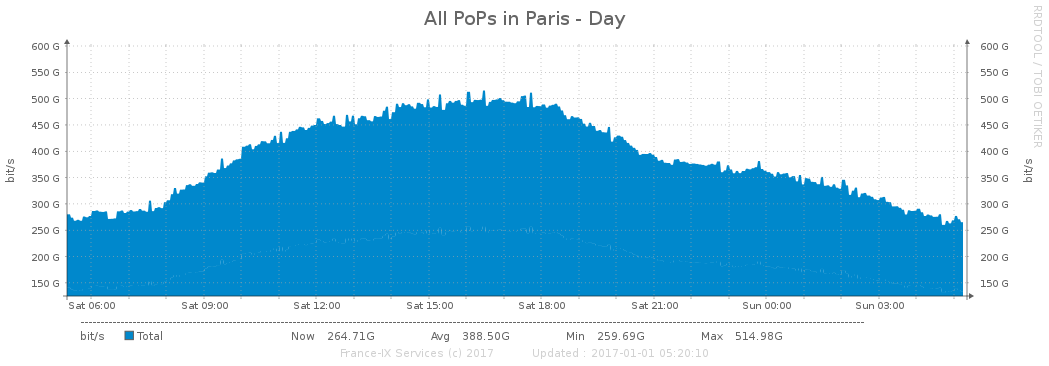 All PoPs in Paris - Day
RRDTOOL / TOBI OETIKER
600 G 600 G
550 G 550 G
500 G 500 G
450 G 450 G
400 G 400 G
350 G 350 G
300 G 300 G
250 G 250 G
200 G 200 G
150 G 150 G
bit/s
bit/s
Sat 06:00 Sat 09:00 Sat 12:00 Sat 15:00 Sat 18:00 Sat 21:00 Sun 00:00 Sun 03:00
bit/s Total Now 264.71G Avg 388.50G Min 259.69G Max 514.98G
France-IX Services (c) 2017 Updated : 2017-01-01 05:20:10